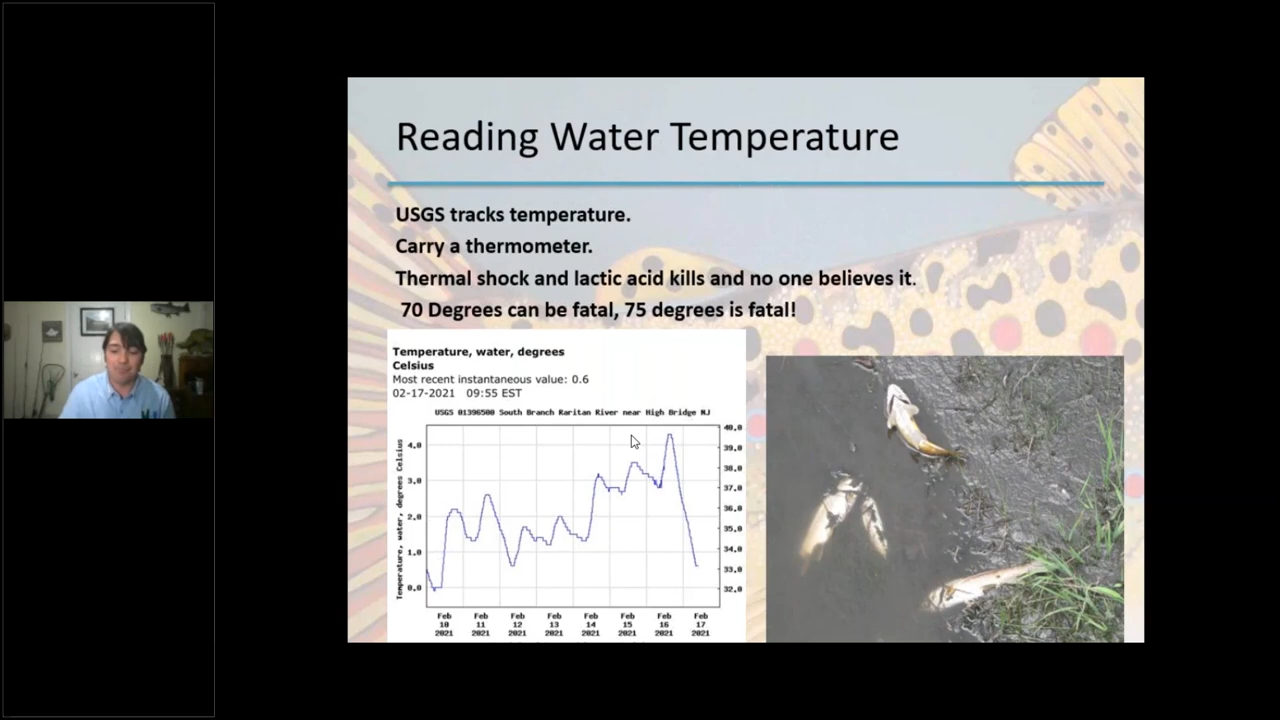 Reading Water Temperature
USGS tracks temperature.
Carry a thermometer.
Thermal shock and lactic acid kills and no one believes it.
70 Degrees can be fatal, 75 degrees is fatal!
Temperature, water, degrees
Celsius
Most recent instantaneous value: 0.6
02-17-2021 09:55 EST
USGS 01396500 South Branch Raritan River near High Bridge NJ
Temperature, water, degrees Celsius
4.0
3.0
2.0
1.0
0.0
40.0
39.0
38.0
37.0
36.0
35.0
34.0
33.0
32.0
Feb Feb Feb Feb Feb Feb Feb Feb
10 11 12 13 14 15 16 17
2021 2021 2021 2021 2021 2021 2021 2021